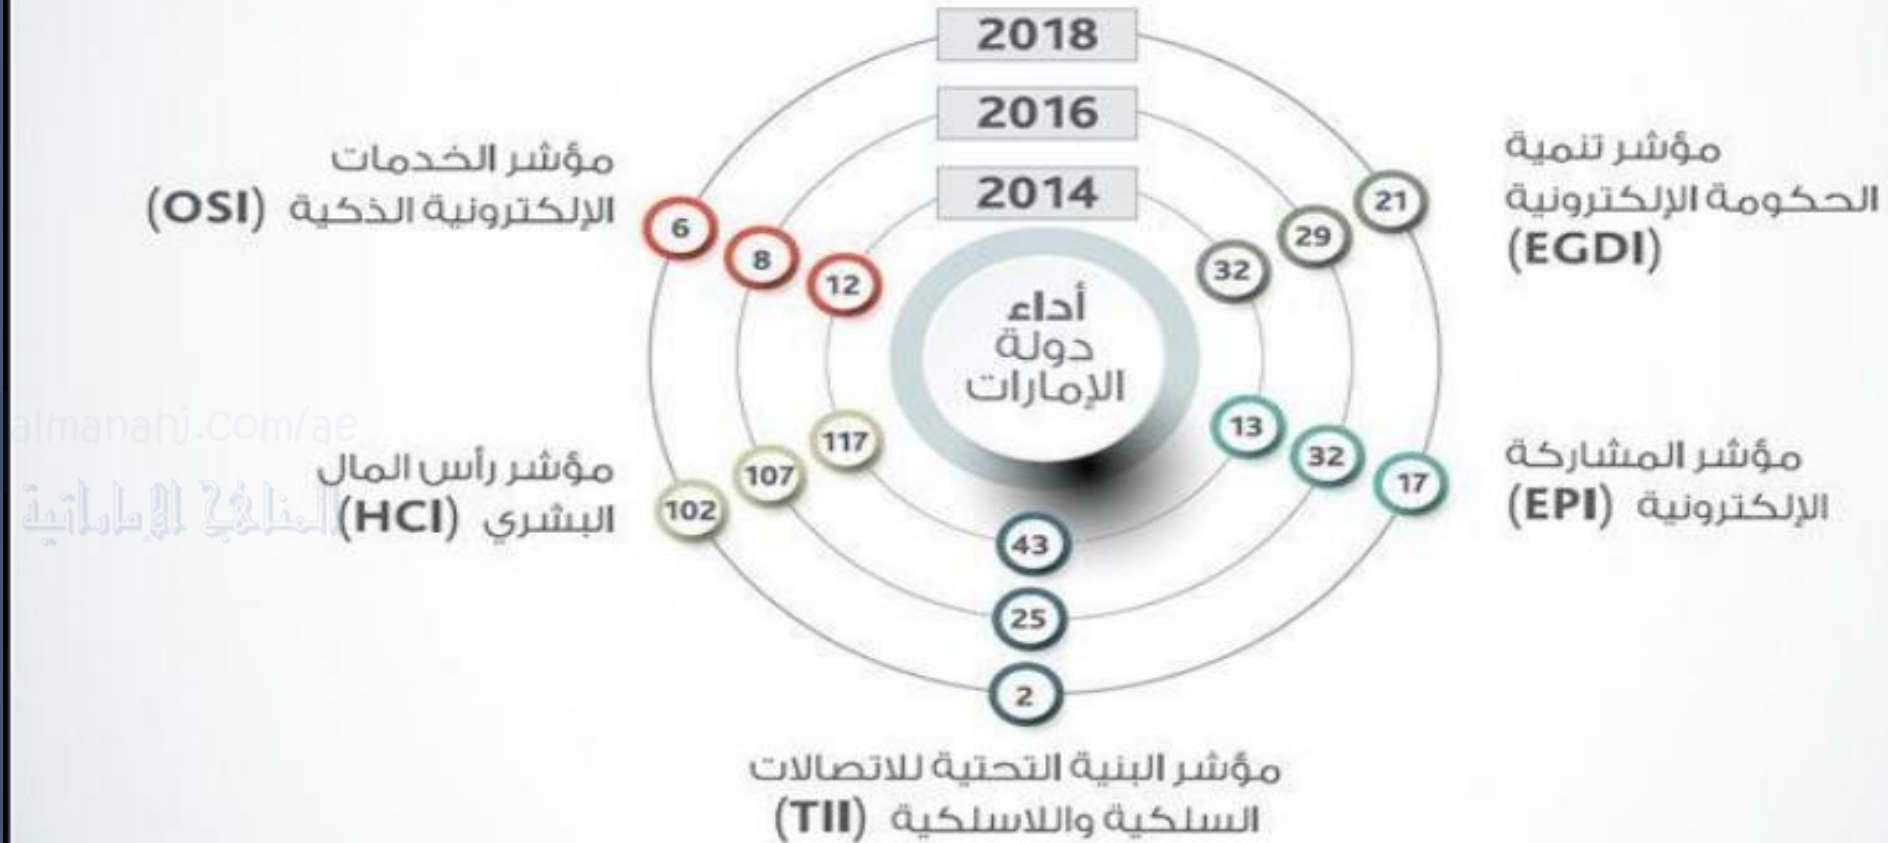 2018
2016
2014
أداء
دولة
الإمارات
مؤشر تنمية
الحكومة الإلكترونية
(EGDI)
21
29
32
مؤشر المشاركة
الإلكترونية (EPI)
13
32
17
مؤشر الخدمات
الإلكترونية الذكية (OSI)
6
8
12
مؤشر رأس المال
البشري (HCI)
117
107
102
43
25
2
مؤشر البنية التحتية للاتصالات
السلكية واللاسلكية (TII)
almanahj.com/ae
المناهج الإماراتية